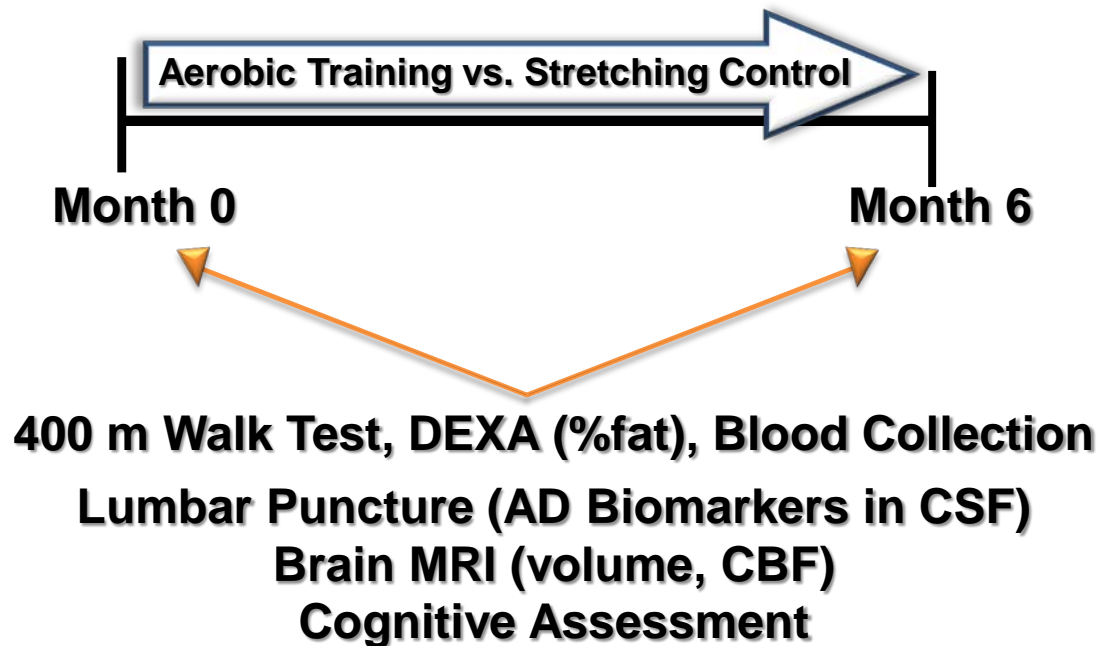 Aerobic Training vs. Stretching Control
Month 0
Month 6
400 m Walk Test, DEXA (%fat), Blood Collection
Lumbar Puncture (AD Biomarkers in CSF)
Brain MRI (volume, CBF)
Cognitive Assessment